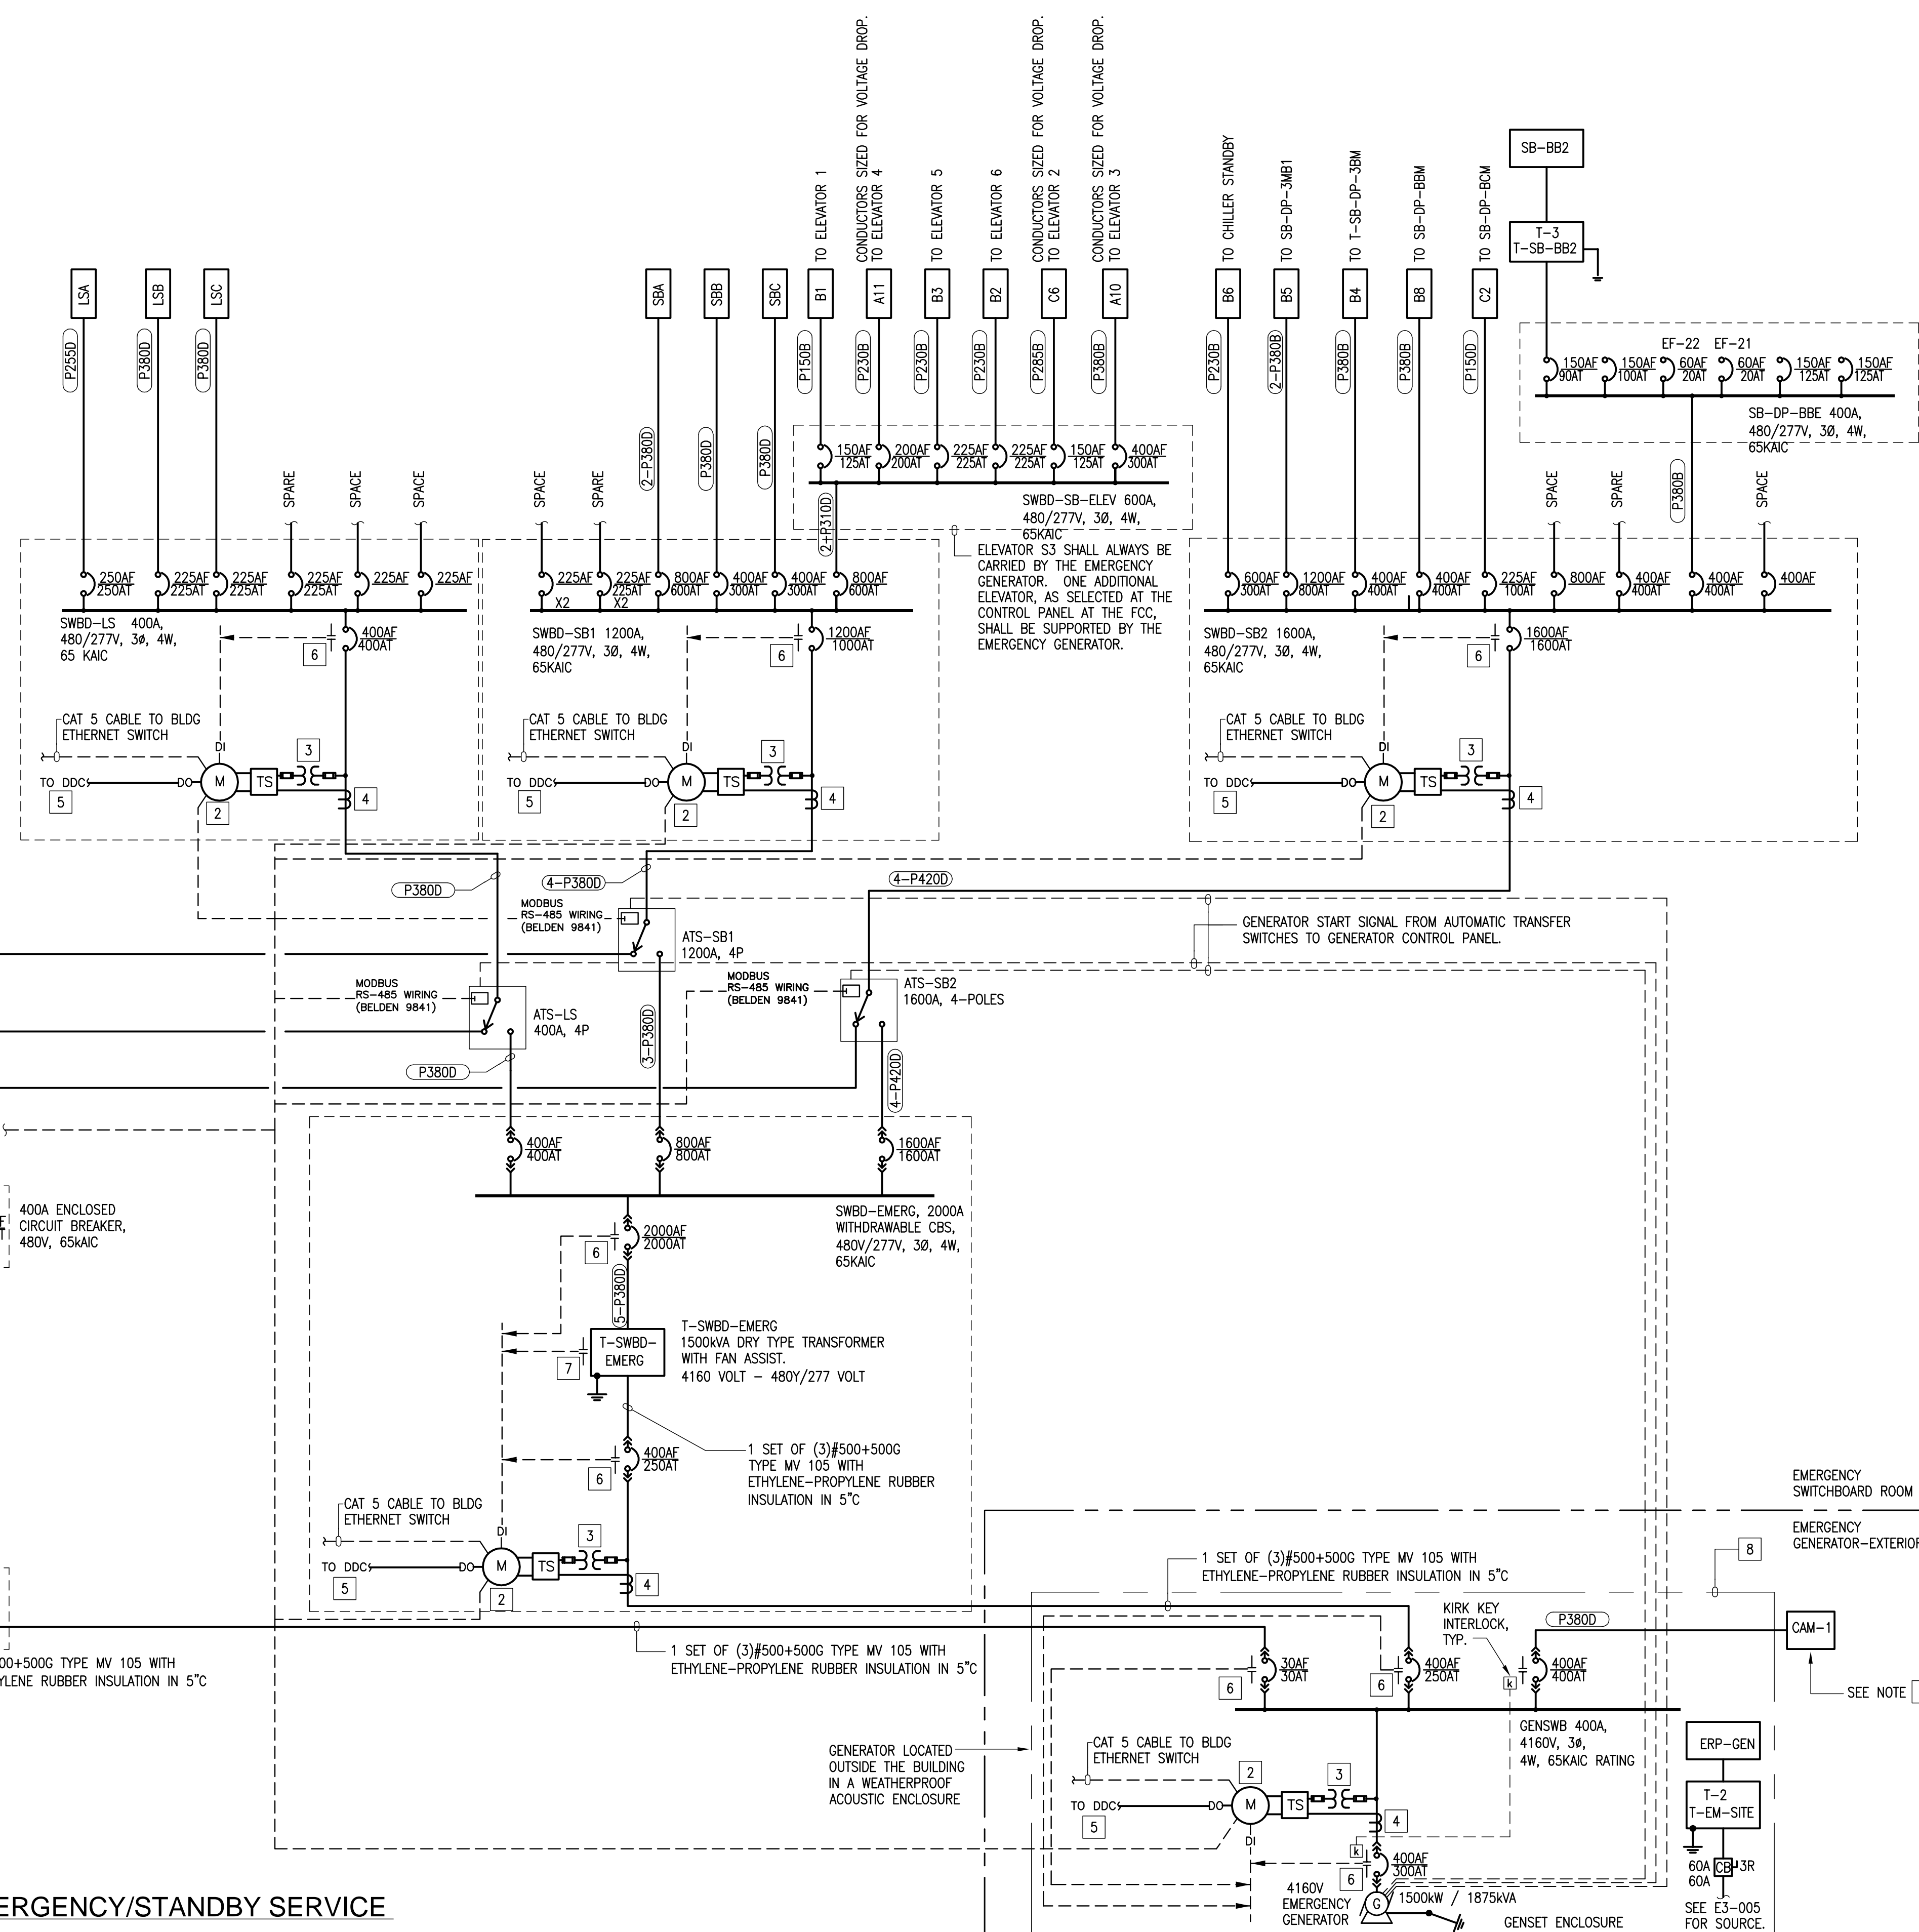 CONDUCTORS SIZED FOR VOLTAGE DROP.
CONDUCTORS SIZED FOR VOLTAGE DROP.
CONDUCTORS SIZED FOR VOLTAGE DROP.
TO ELEVATOR 1
TO ELEVATOR 4
TO ELEVATOR 5
TO ELEVATOR 6
TO ELEVATOR 2
TO ELEVATOR 3
TO CHILLER STANDBY
TO SB-DP-3MB1
TO T-SB-DP-3BM
TO SB-DP-BBM
TO SB-DP-BCM
SB-BB2
T-3
T-SB-BB2
LSA
LSB
LSC
SBA
SBB
SBC
B1
A11
B3
B2
C6
A10
B6
B5
B4
B8
C2
P255D
P380D
P380D
P150B
P230B
P230B
P230B
P285B
P380B
P230B
2-P380B
P380B
P380B
P150D
EF-22 EF-21
150AF
90AT
150AF
100AT
60AF
20AT
60AF
20AT
150AF
125AT
150AF
125AT
SB-DP-BBE 400A,
480/277V, 3Ø, 4W,
65KAIC
2-P380D
P380D
P380D
150AF
125AT
200AF
200AT
225AF
225AT
225AF
225AT
150AF
125AT
400AF
300AT
SWBD-SB-ELEV 600A,
480/277V, 3Ø, 4W,
65KAIC
2-P310D
P380B
SPARE
SPACE
SPACE
SPACE
SPARE
SPACE
SPARE
SPACE
ELEVATOR S3 SHALL ALWAYS BE
CARRIED BY THE EMERGENCY
GENERATOR. ONE ADDITIONAL
ELEVATOR, AS SELECTED AT THE
CONTROL PANEL AT THE FCC,
SHALL BE SUPPORTED BY THE
EMERGENCY GENERATOR.
250AF
250AT
225AF
225AT
225AF
225AT
225AF
225AT
225AF
225AF
225AF
X2
225AF
225AT
X2
800AF
600AT
400AF
300AT
400AF
300AT
800AF
600AT
600AF
300AT
1200AF
800AT
400AF
400AT
400AF
400AT
225AF
100AT
800AF
400AF
400AT
400AF
400AT
400AF
SWBD-LS 400A,
480/277V, 3ø, 4W,
65 KAIC
400AF
400AT
6
SWBD-SB1 1200A,
480/277V, 3Ø, 4W,
65KAIC
1200AF
1000AT
6
SWBD-SB2 1600A,
480/277V, 3Ø, 4W,
65KAIC
1600AF
1600AT
6
CAT 5 CABLE TO BLDG
ETHERNET SWITCH
DI
3
TO DDC
DO
M
TS
5
2
4
CAT 5 CABLE TO BLDG
ETHERNET SWITCH
DI
3
TO DDC
DO
M
TS
5
2
4
CAT 5 CABLE TO BLDG
ETHERNET SWITCH
DI
3
TO DDC
DO
M
TS
5
2
4
P380D
4-P380D
4-P420D
MODBUS
RS-485 WIRING
(BELDEN 9841)
ATS-SB1
1200A, 4P
GENERATOR START SIGNAL FROM AUTOMATIC TRANSFER
SWITCHES TO GENERATOR CONTROL PANEL.
MODBUS
RS-485 WIRING
(BELDEN 9841)
ATS-LS
400A, 4P
MODBUS
RS-485 WIRING
(BELDEN 9841)
ATS-SB2
1600A, 4-POLES
P380D
3-P380D
4-P420D
400AF
400AT
800AF
800AT
1600AF
1600AT
400A ENCLOSED
CIRCUIT BREAKER,
480V, 65kAIC
SWBD-EMERG, 2000A
WITHDRAWABLE CBS,
480V/277V, 3Ø, 4W,
65KAIC
2000AF
2000AT
6
5-P380D
T-SWBD-
EMERG
7
T-SWBD-EMERG
1500kVA DRY TYPE TRANSFORMER
WITH FAN ASSIST.
4160 VOLT - 480Y/277 VOLT
400AF
250AT
6
1 SET OF (3)#500+500G
TYPE MV 105 WITH
ETHYLENE-PROPYLENE RUBBER
INSULATION IN 5"C
CAT 5 CABLE TO BLDG
ETHERNET SWITCH
DI
3
TO DDC
DO
M
TS
5
2
4
EMERGENCY
SWITCHBOARD ROOM
EMERGENCY
GENERATOR-EXTERIOR
8
1 SET OF (3)#500+500G TYPE MV 105 WITH
ETHYLENE-PROPYLENE RUBBER INSULATION IN 5"C
1 SET OF (3)#500+500G TYPE MV 105 WITH
ETHYLENE-PROPYLENE RUBBER INSULATION IN 5"C
00+500G TYPE MV 105 WITH
YLENE RUBBER INSULATION IN 5"C
KIRK KEY
INTERLOCK,
TYP.
P380D
CAM-1
SEE NOTE
30AF
30AT
6
400AF
250AT
6
k
400AF
400AT
GENSWB 400A,
4160V, 3ø,
4W, 65KAIC RATING
ERP-GEN
T-2
T-EM-SITE
60A
60A
CB
3R
SEE E3-005
FOR SOURCE.
GENERATOR LOCATED
OUTSIDE THE BUILDING
IN A WEATHERPROOF
ACOUSTIC ENCLOSURE
CAT 5 CABLE TO BLDG
ETHERNET SWITCH
2
3
TO DDC
DO
M
TS
5
4
DI
k
400AF
300AT
6
4160V
EMERGENCY
GENERATOR
G
1500kW / 1875kVA
GENSET ENCLOSURE
ERGENCY/STANDBY SERVICE